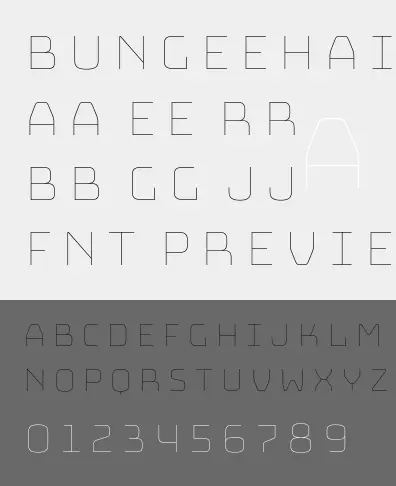 BUNGEEHAI
AA EE RR
A
BB GG JJ
FNT PREVIE
ABCDEFGHIJKLM
NOPQRSTUVWXYZ
0123456789